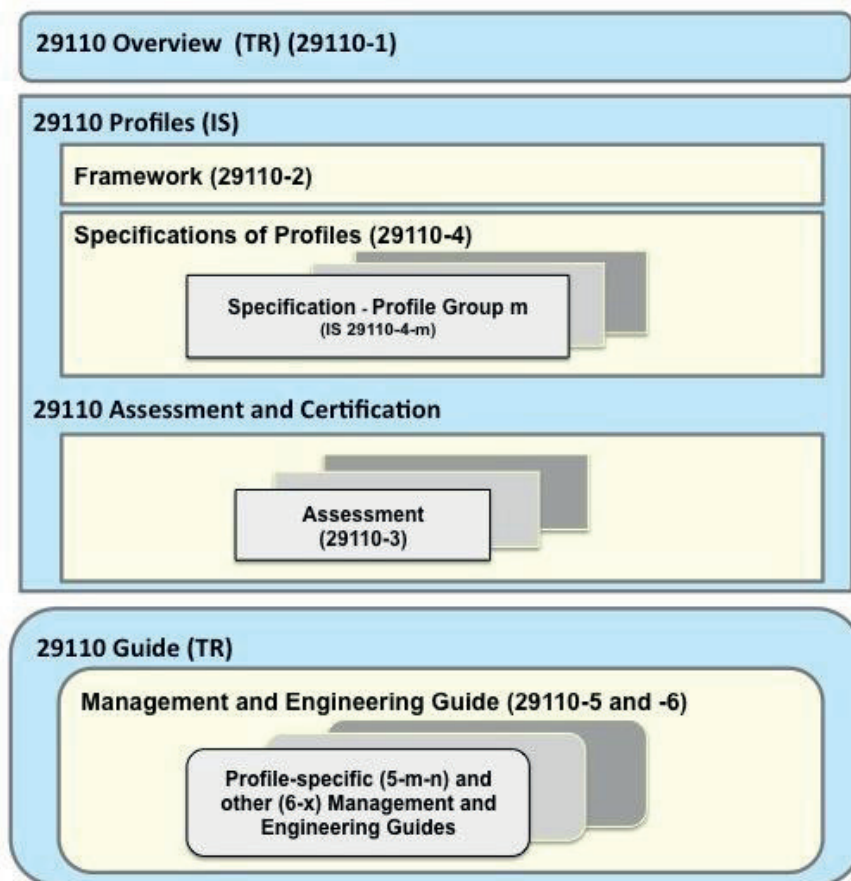 29110 Overview (TR) (29110-1)
29110 Profiles (IS)
Framework (29110-2)
Specifications of Profiles (29110-4)
Specification - Profile Group m
(IS 29110-4-m)
29110 Assessment and Certification
Assessment
(29110-3)
29110 Guide (TR)
Management and Engineering Guide (29110-5 and -6)
Profile-specific (5-m-n) and
other (6-x) Management and
Engineering Guides